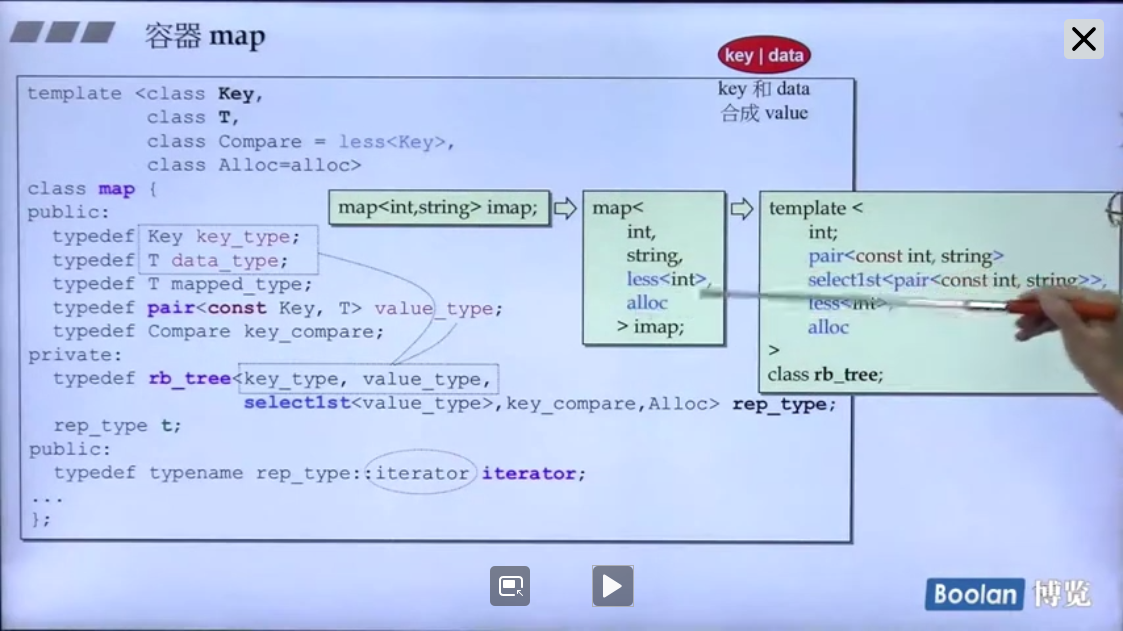 容器 map
key | data
key 和 data
合成 value
template <class Key,
class T,
class Compare = less<Key>,
class Alloc=alloc>
class map {
public:
typedef Key key_type;
typedef T data_type;
typedef T mapped_type;
typedef pair<const Key, T> value_type;
typedef Compare key_compare;
private:
typedef rb_tree<key_type, value_type,
select1st<value_type>,key_compare,Alloc> rep_type;
rep_type t;
public:
typedef typename rep_type::iterator iterator;
...
};
map<int,string> imap;
map<
int,
string,
less<int>,
alloc
> imap;
template <
int;
pair<const int, string>
select1st<pair<const int, string>>,
less<int>,
alloc
>
class rb_tree;
Boolan 博览